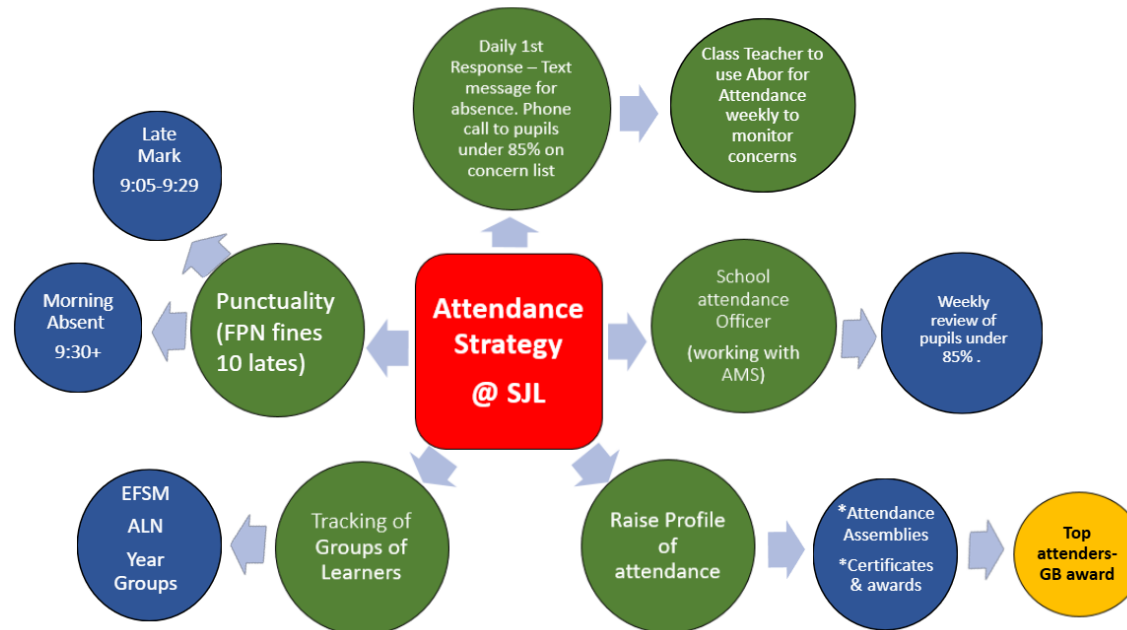 Daily 1st
Response – Text
message for
absence. Phone
call to pupils
under 85% on
concern list
Class Teacher to
use Abor for
Attendance
weekly to
monitor
concerns
Late
Mark
9:05-9:29
Morning
Absent
9:30+
Punctuality
(FPN fines
10 lates)
Attendance
Strategy
@ SJL
School
attendance
Officer
(working with
AMS)
Weekly
review of
pupils under
85% .
EFSM
ALN
Year
Groups
Tracking of
Groups of
Learners
Raise Profile
of
attendance
*Attendance
Assemblies
*Certificates
& awards
Top
attenders-
GB award